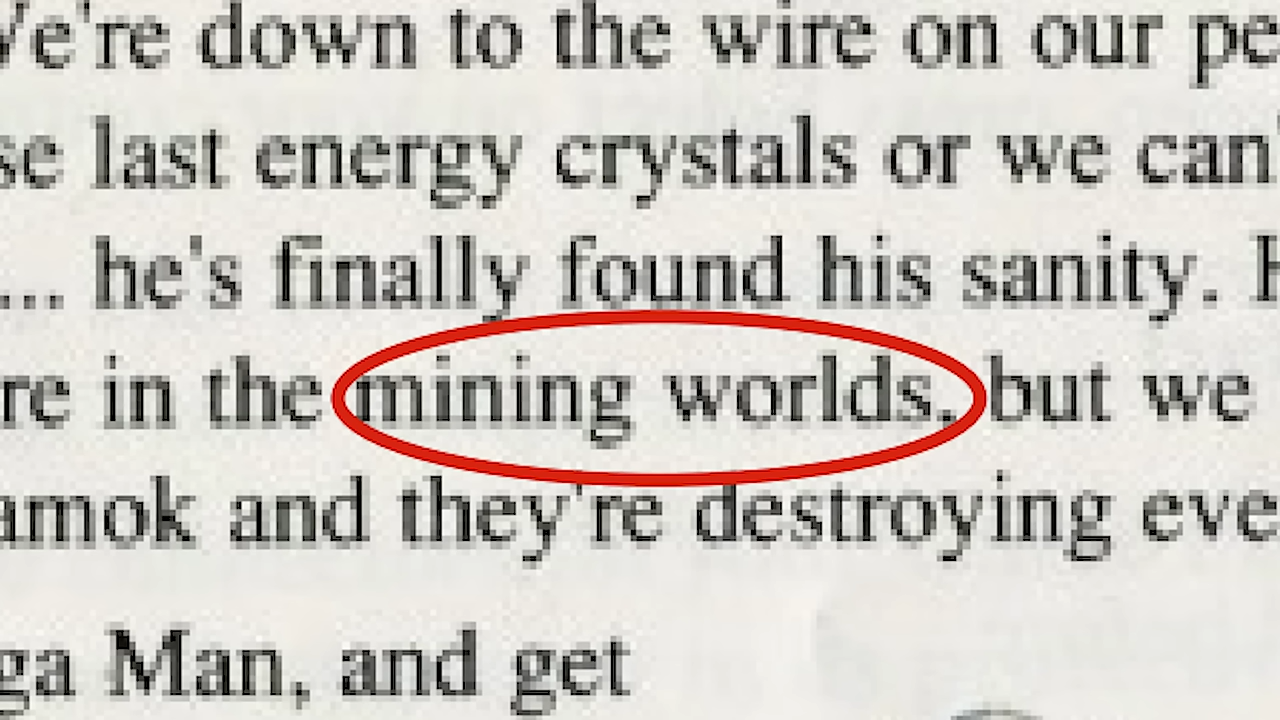 We're down to the wire on our pe
se last energy crystals or we can'
... he's finally found his sanity. H
re in the mining worlds, but we
amok and they're destroying eve
ga Man, and get